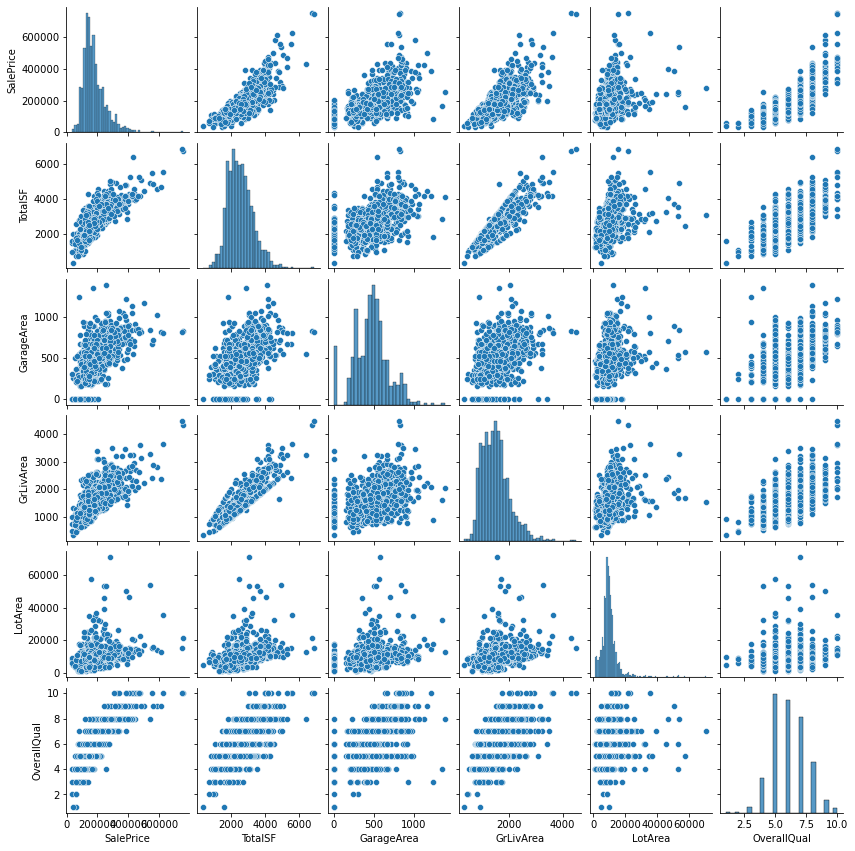 600000
400000
200000
0
SalePrice
6000
4000
2000
TotalSF
1000
500
0
GarageArea
4000
3000
2000
1000
GrLivArea
60000
40000
20000
0
LotArea
10
8
6
4
2
OverallQual
0 200000 400000 600000
2000 4000 6000
0 500 1000
2000 4000
0 20000 40000 60000
2.5 5.0 7.5 10.0
SalePrice TotalSF GarageArea GrLivArea LotArea OverallQual